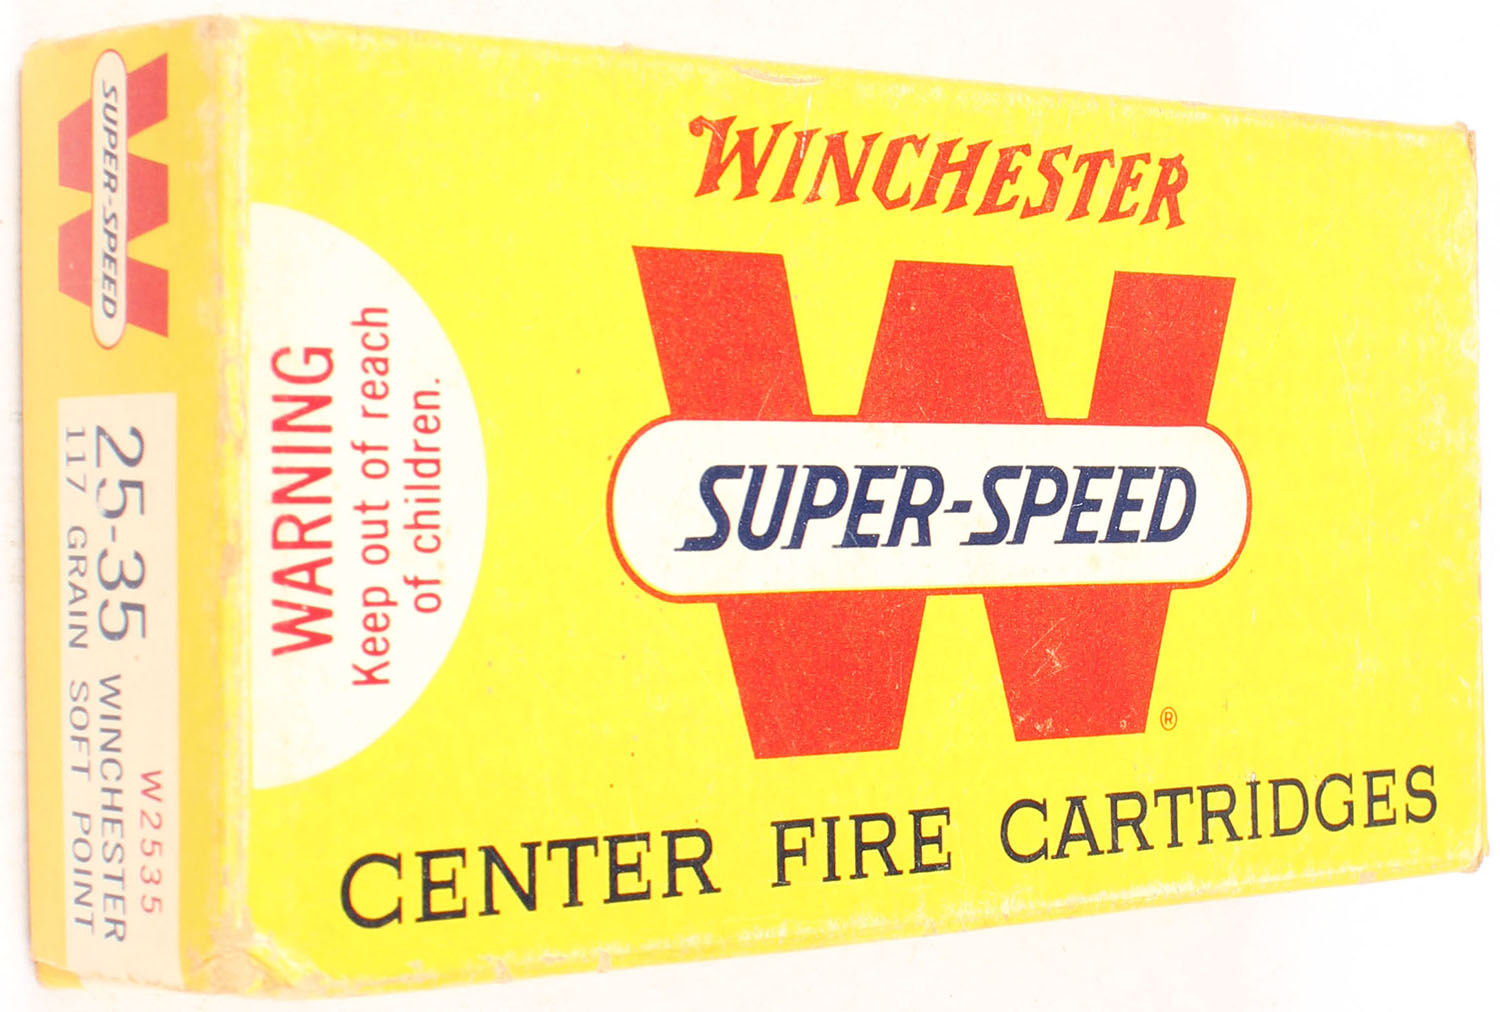 WINCHESTER
SUPER-SPEED
®
CENTER FIRE CARTRIDGES
WARNING
Keep out of reach
of children.
SUPER-SPEED
W2535
25-35 WINCHESTER
117 GRAIN SOFT POINT